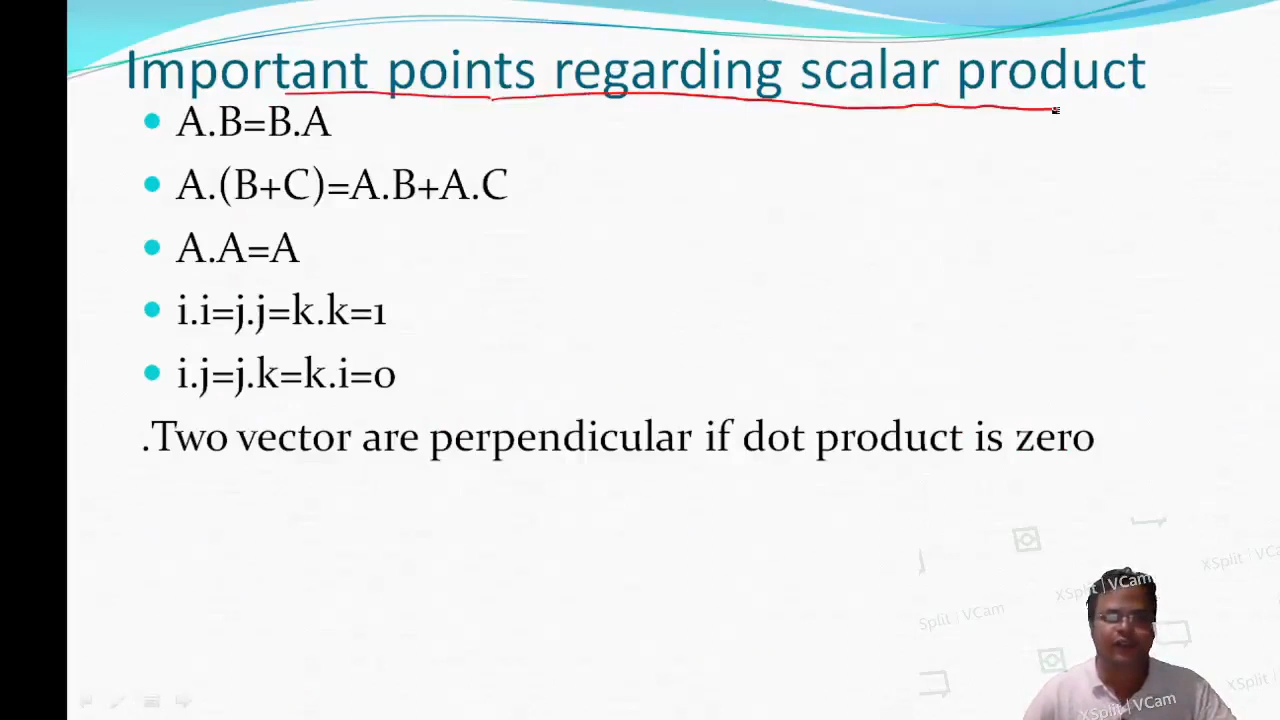 Important points regarding scalar product
A.B=B.A
A.(B+C)=A.B+A.C
A.A=A
i.i=j.j=k.k=1
i.j=j.k=k.i=0
.Two vector are perpendicular if dot product is zero
XSplit | VCam
XSplit | VCam
Split | VCam
XSplit | VCam
XSplit | VCam